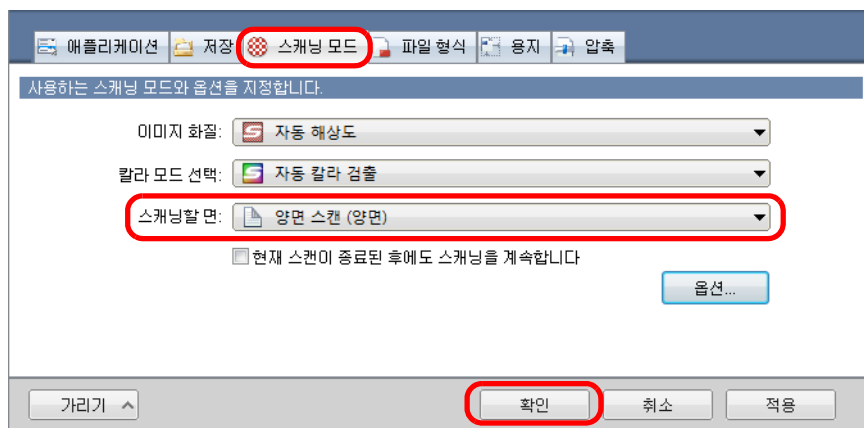 애플리케이션 저장 스캐닝 모드 파일 형식 용지 압축
사용하는 스캐닝 모드와 옵션을 지정합니다.
이미지 화질: 자동 해상도
칼라 모드 선택: 자동 칼라 검출
스캐닝할 면: 양면 스캔 (양면)
현재 스캔이 종료된 후에도 스캐닝을 계속합니다
옵션...
가리기 확인 취소 적용